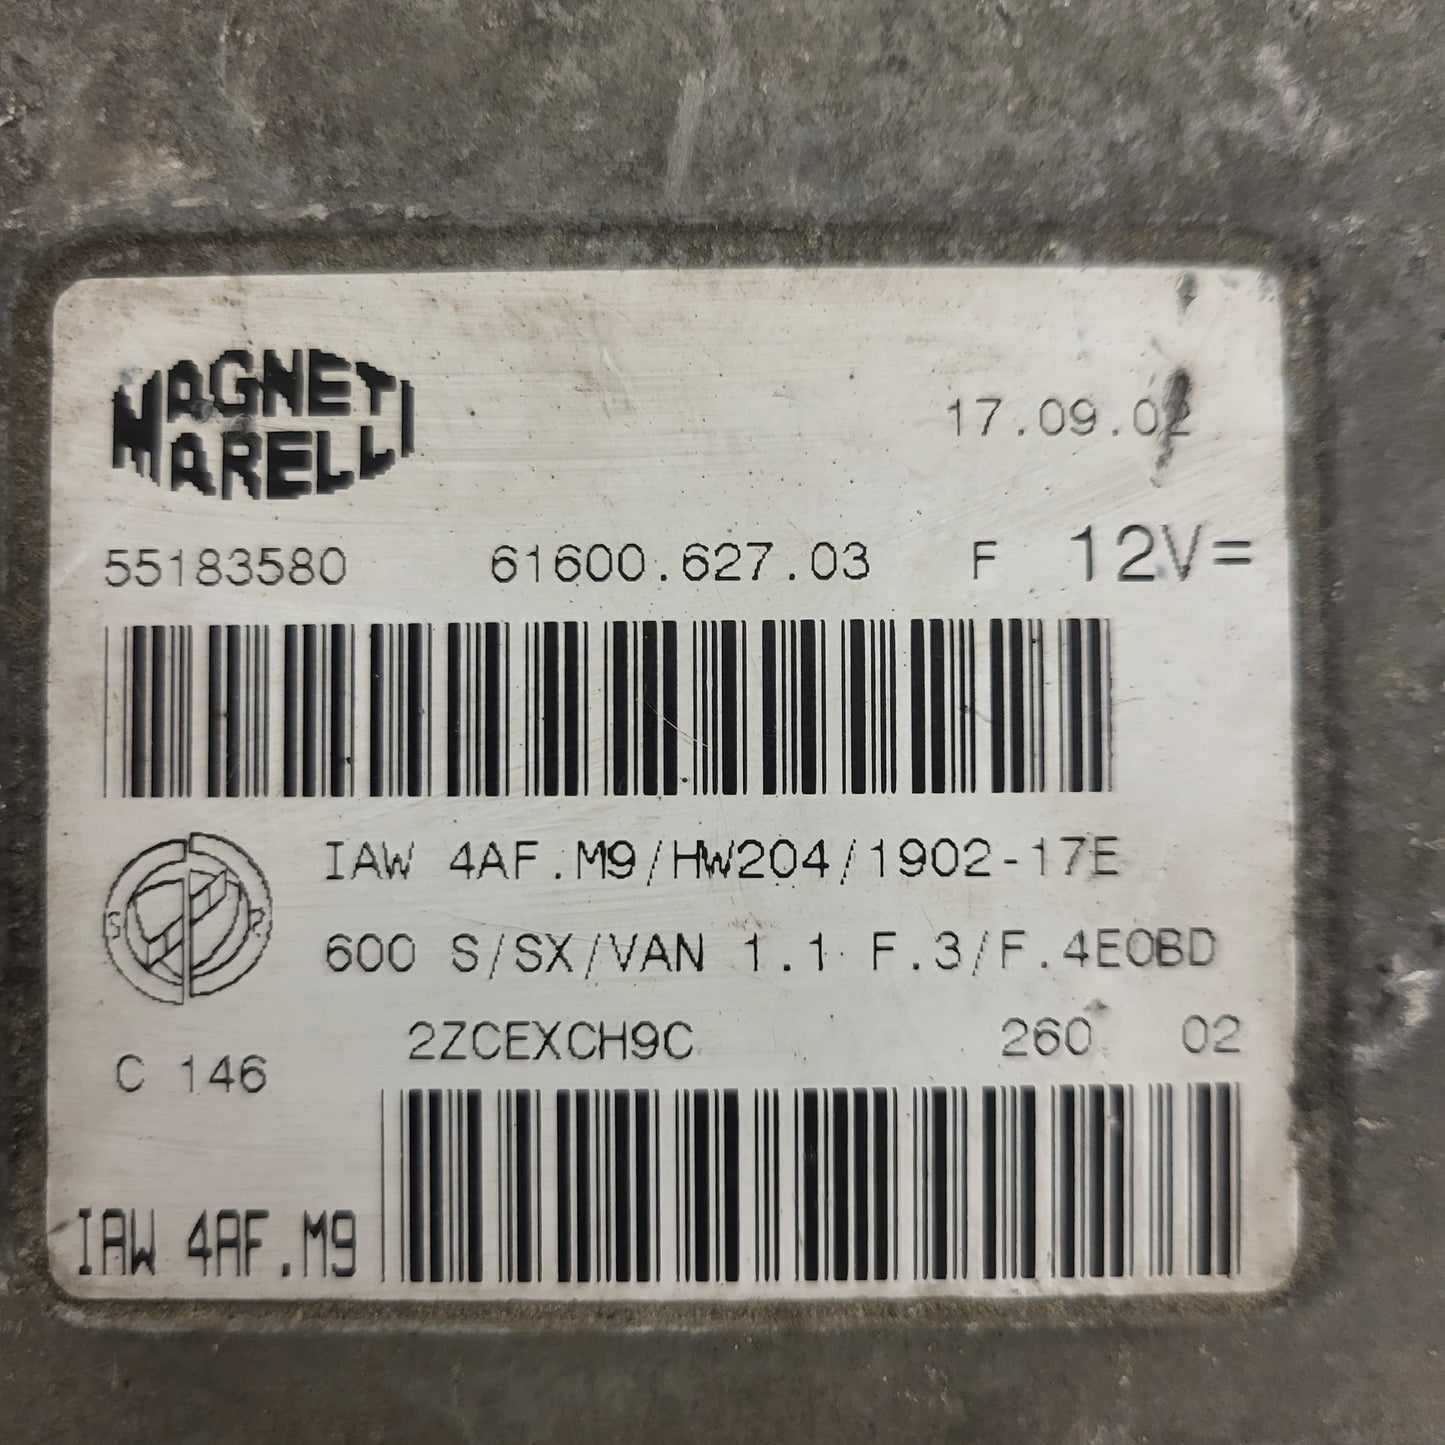 MAGNETI
MARELLI
17.09.02
55183580 61600.627.03 F 12V=
IAW 4AF.M9/HW204/1902-17E
S R
600 S/SX/VAN 1.1 F.3/F.4EOBD
2ZCEXCH9C 260 02
C 146
IAW 4AF.M9